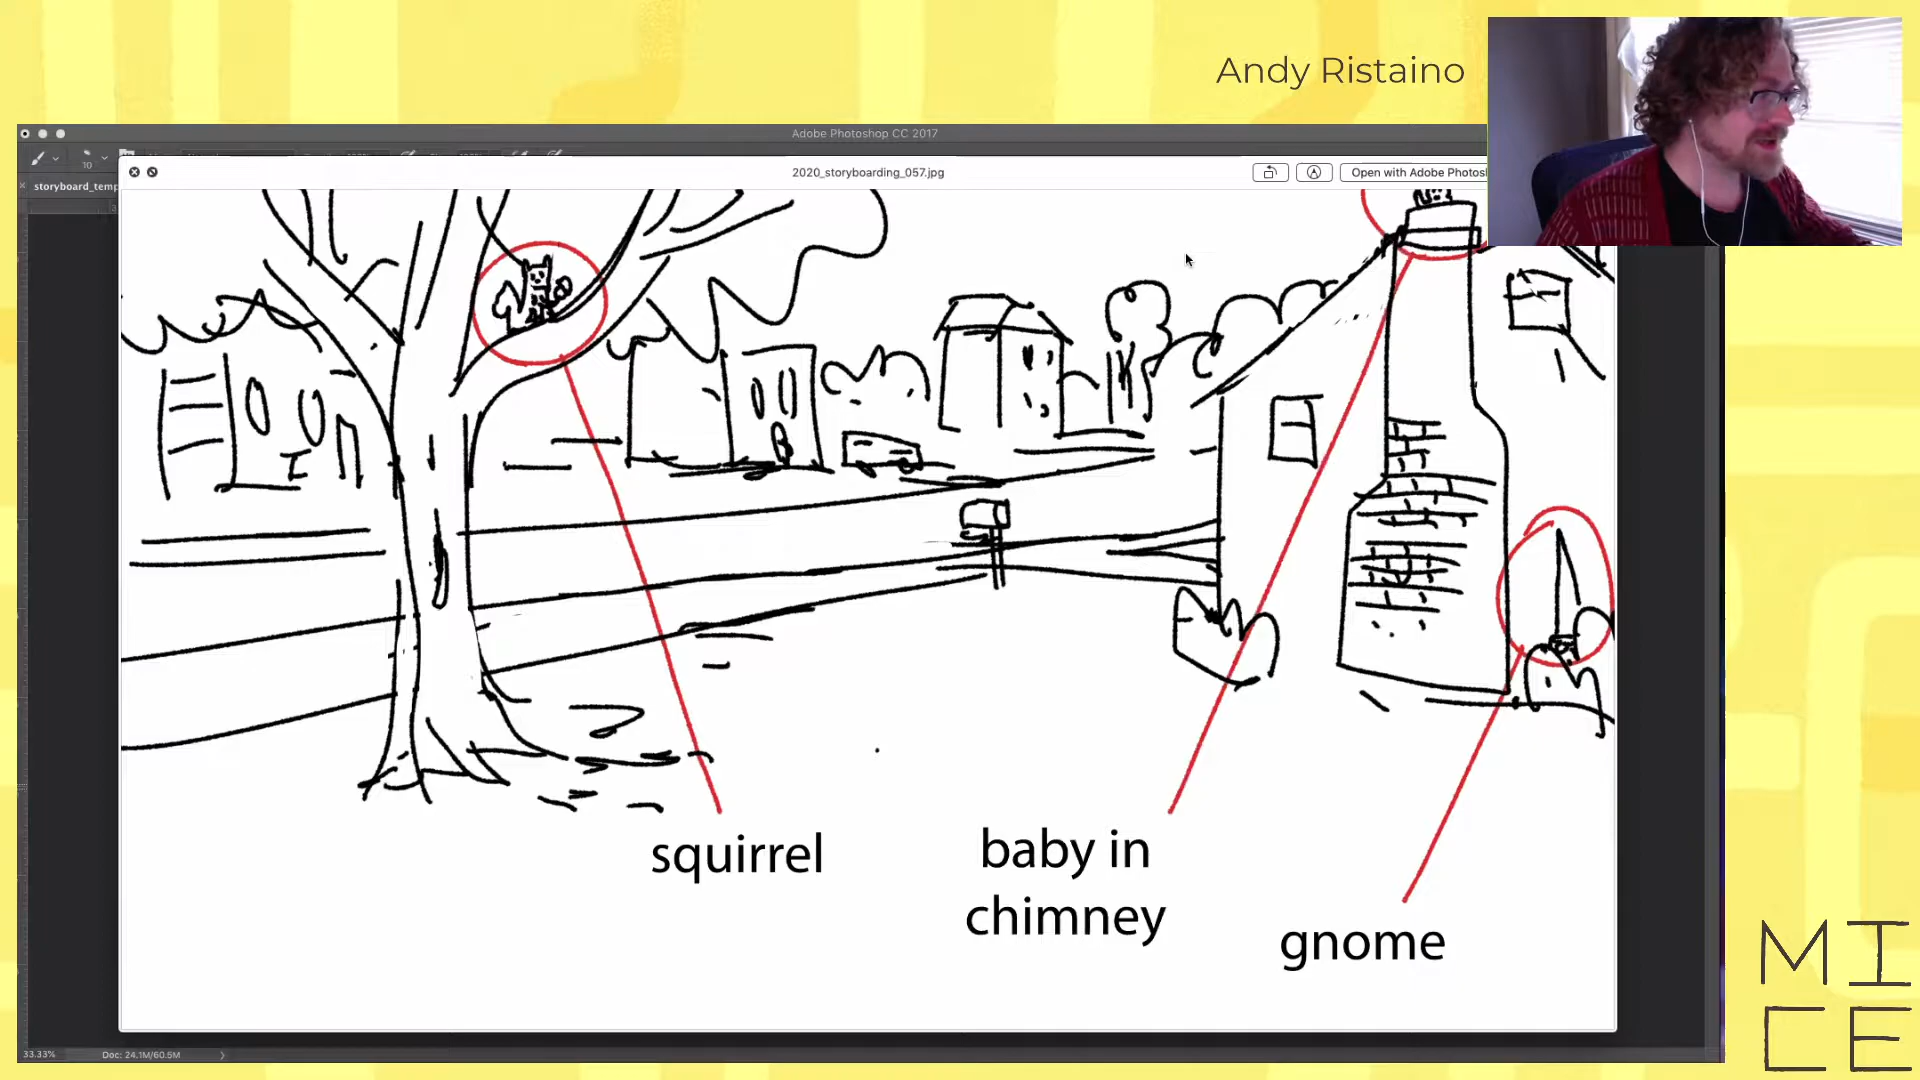 Andy Ristaino
Adobe Photoshop CC 2017
10
storyboard_temp
2020_storyboarding_057.jpg
Open with Adobe Photos
squirrel
baby in
chimney
gnome
33.33%
Doc: 24.1M/60.5M
MI
CE